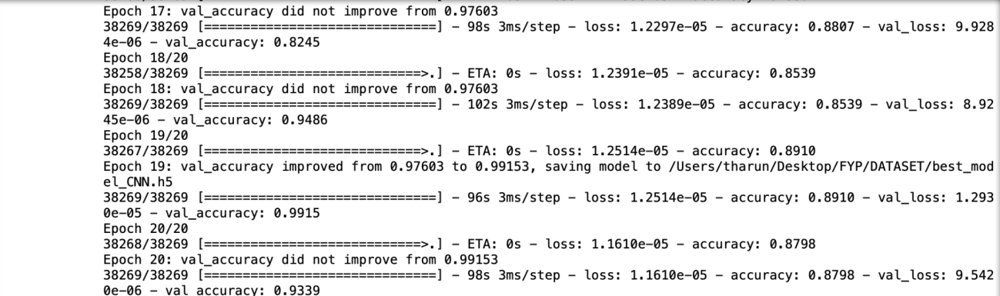 Epoch 17: val_accuracy did not improve from 0.97603
38269/38269 [==============================] - 98s 3ms/step - loss: 1.2297e-05 - accuracy: 0.8807 - val_loss: 9.928
4e-06 - val_accuracy: 0.8245
Epoch 18/20
38258/38269 [============================>.] - ETA: 0s - loss: 1.2391e-05 - accuracy: 0.8539
Epoch 18: val_accuracy did not improve from 0.97603
38269/38269 [==============================] - 102s 3ms/step - loss: 1.2389e-05 - accuracy: 0.8539 - val_loss: 8.92
45e-06 - val_accuracy: 0.9486
Epoch 19/20
38267/38269 [============================>.] - ETA: 0s - loss: 1.2514e-05 - accuracy: 0.8910
Epoch 19: val_accuracy improved from 0.97603 to 0.99153, saving model to /Users/tharun/Desktop/FYP/DATASET/best_mod
el_CNN.h5
38269/38269 [==============================] - 96s 3ms/step - loss: 1.2514e-05 - accuracy: 0.8910 - val_loss: 1.293
0e-05 - val_accuracy: 0.9915
Epoch 20/20
38268/38269 [============================>.] - ETA: 0s - loss: 1.1610e-05 - accuracy: 0.8798
Epoch 20: val_accuracy did not improve from 0.99153
38269/38269 [==============================] - 98s 3ms/step - loss: 1.1610e-05 - accuracy: 0.8798 - val_loss: 9.542
0e-06 - val_accuracy: 0.9339